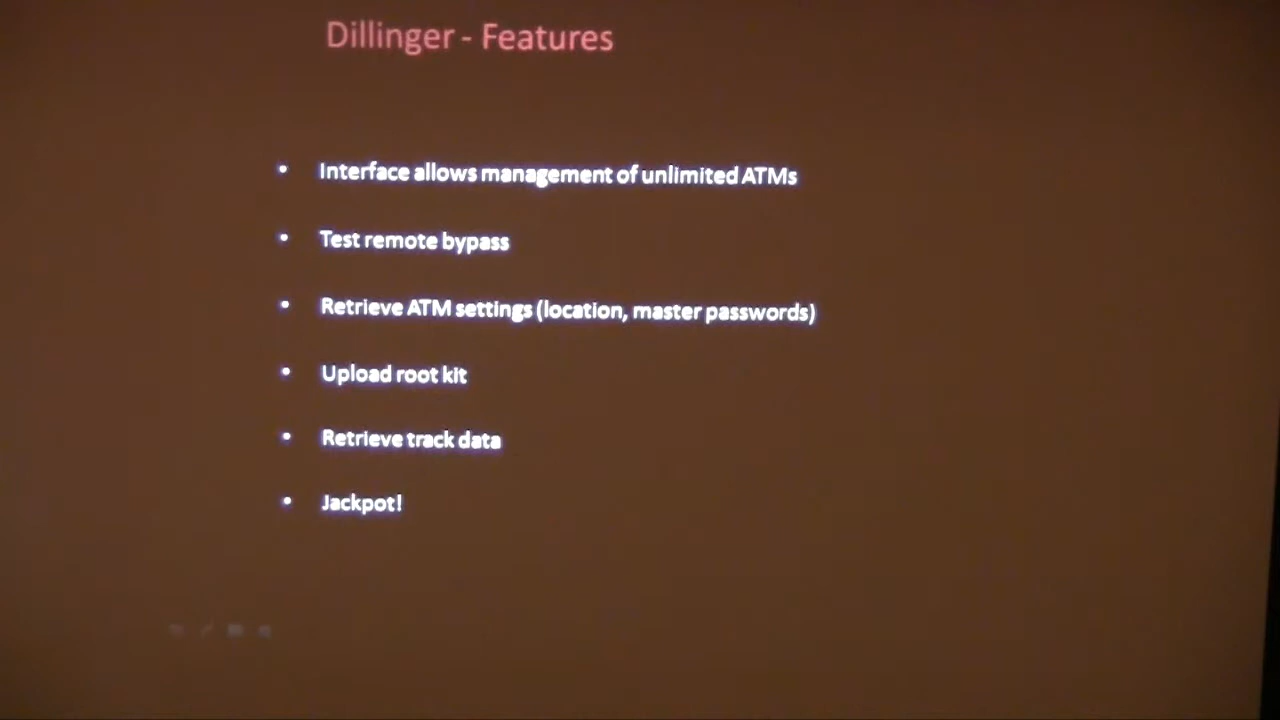 Dillinger - Features
• Interface allows management of unlimited ATMs
• Test remote bypass
• Retrieve ATM settings (location, master passwords)
• Upload root kit
• Retrieve track data
• Jackpot!